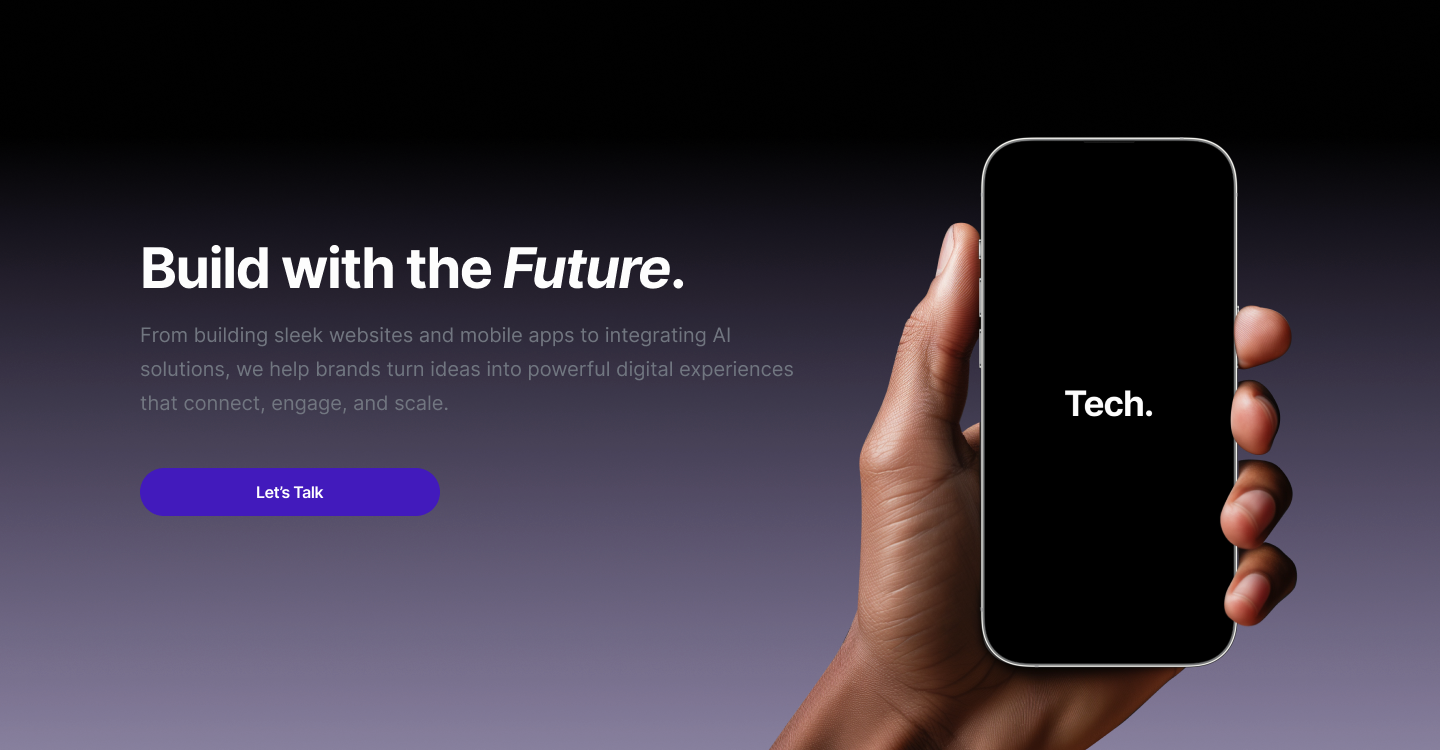 Build with the Future.
From building sleek websites and mobile apps to integrating AI
solutions, we help brands turn ideas into powerful digital experiences
that connect, engage, and scale.
Let’s Talk
Tech.